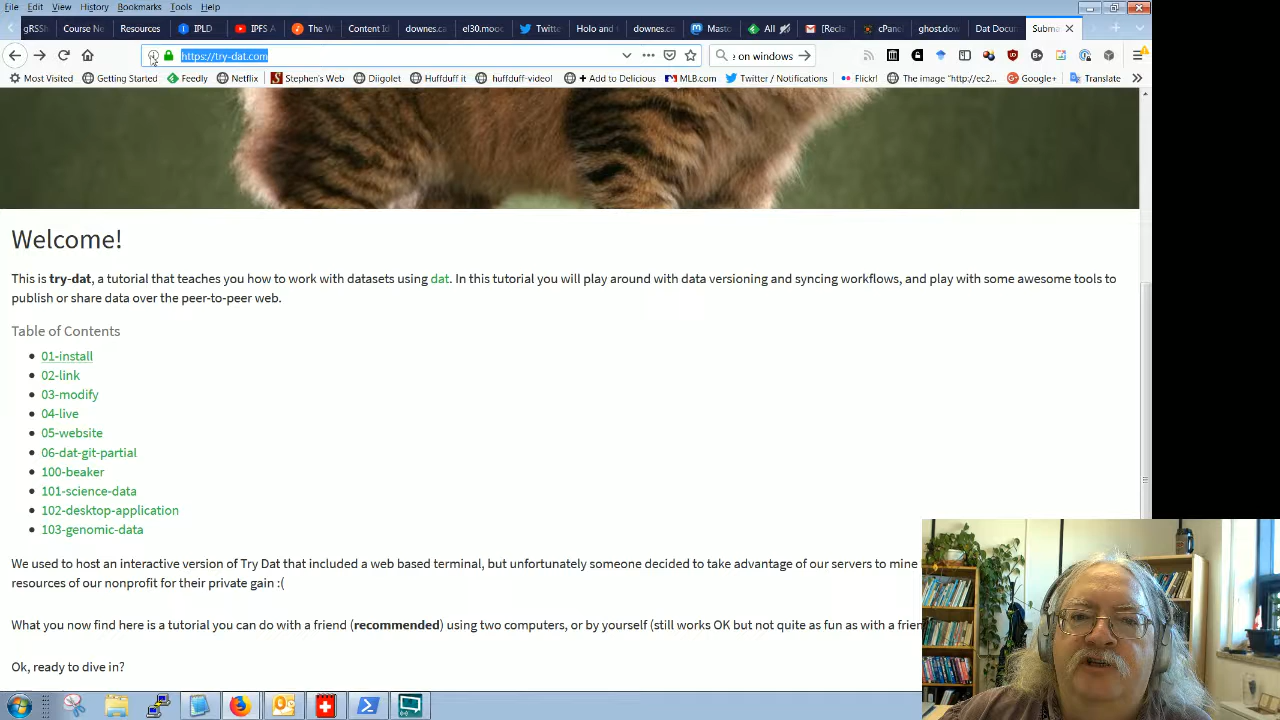 File Edit View History Bookmarks Tools Help
gRSSh
Course Ne
Resources
IPLD
IPFS A
The W
Content Id
downes.ca
el30.mooc
Twitte
Holo and
downes.ca
Masto
All
[Reda
cPanc
ghost.dow
Dat Docu
Subme
https://try-dat.com
e on windows
Most Visited
Getting Started
Feedly
Netflix
Stephen's Web
Diigolet
Huffduff it
huffduff-video!
+ Add to Delicious
MLB.com
Twitter / Notifications
Flickr!
The image "http://ec2...
Google+
Translate
Welcome!
This is try-dat, a tutorial that teaches you how to work with datasets using dat. In this tutorial you will play around with data versioning and syncing workflows, and play with some awesome tools to
publish or share data over the peer-to-peer web.
Table of Contents
01-install
02-link
03-modify
04-live
05-website
06-dat-git-partial
100-beaker
101-science-data
102-desktop-application
103-genomic-data
We used to host an interactive version of Try Dat that included a web based terminal, but unfortunately someone decided to take advantage of our servers to mine
resources of our nonprofit for their private gain :(
What you now find here is a tutorial you can do with a friend (recommended) using two computers, or by yourself (still works OK but not quite as fun as with a frien
Ok, ready to dive in?